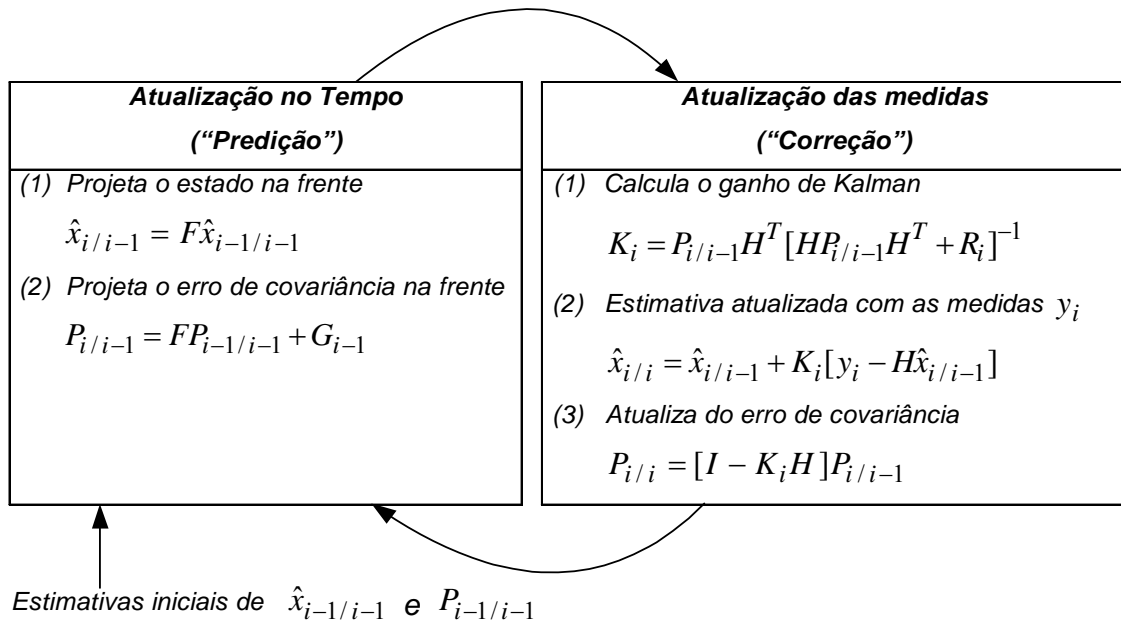 Atualização no Tempo
(“Predição”)
(1) Projeta o estado na frente
x̂_{i/i−1} = Fx̂_{i−1/i−1}
(2) Projeta o erro de covariância na frente
P_{i/i−1} = FP_{i−1/i−1} + G_{i−1}
Atualização das medidas
(“Correção”)
(1) Calcula o ganho de Kalman
K_i = P_{i/i−1}H^T[HP_{i/i−1}H^T + R_i]^{−1}
(2) Estimativa atualizada com as medidas y_i
x̂_{i/i} = x̂_{i/i−1} + K_i[y_i − Hx̂_{i/i−1}]
(3) Atualiza do erro de covariância
P_{i/i} = [I − K_iH]P_{i/i−1}
Estimativas iniciais de x̂_{i−1/i−1} e P_{i−1/i−1}